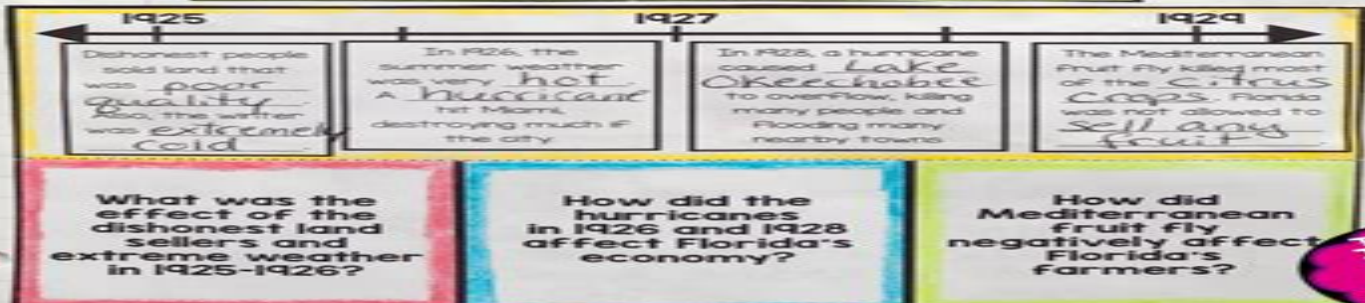 1925
1927
1929
Dishonest people
sold land that
was poor
quality.
Also, the winter
was extremely
cold
In 1926, the
summer weather
was very hot.
A hurricane
hit Miami,
destroying much if
the city
In 1928, a hurricane
caused Lake
Okeechobee
to overflow, killing
many people and
flooding many
nearby towns
The Mediterranean
Fruit Fly killed most
of the citrus
crops. Florida
was not allowed to
sell any
fruit
What was the
effect of the
dishonest land
sellers and
extreme weather
in 1925-1926?
How did the
hurricanes
in 1926 and 1928
affect Florida's
economy?
How did
Mediterranean
fruit fly
negatively affect
Florida's
farmers?